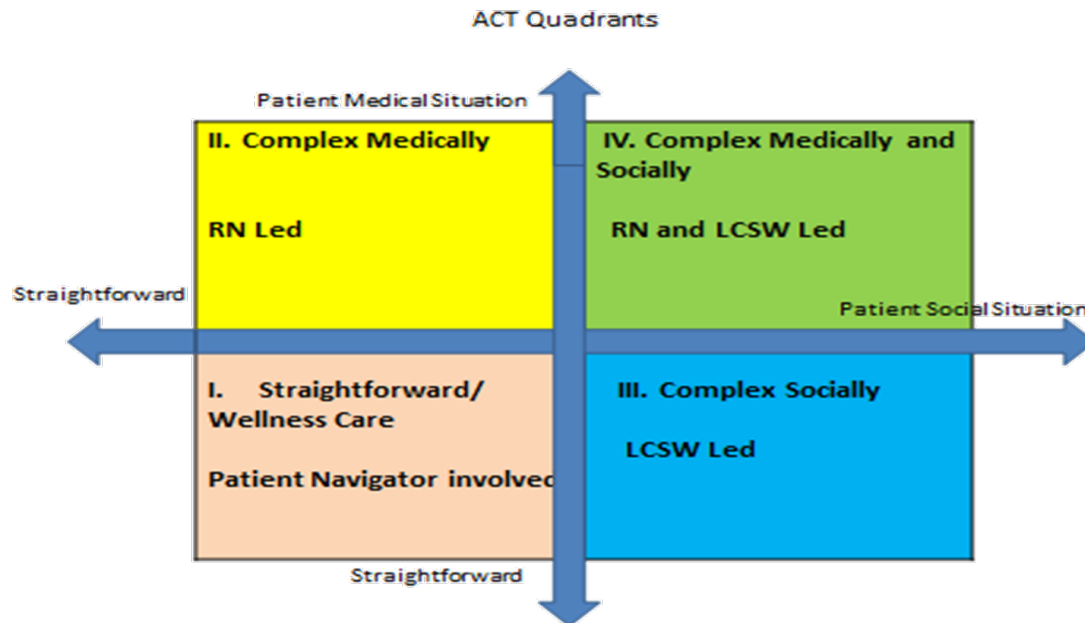 ACT Quadrants
Patient Medical Situation
II. Complex Medically
RN Led
IV. Complex Medically and
Socially
RN and LCSW Led
Straightforward
Patient Social Situation
I. Straightforward/
Wellness Care
Patient Navigator involved
III. Complex Socially
LCSW Led
Straightforward